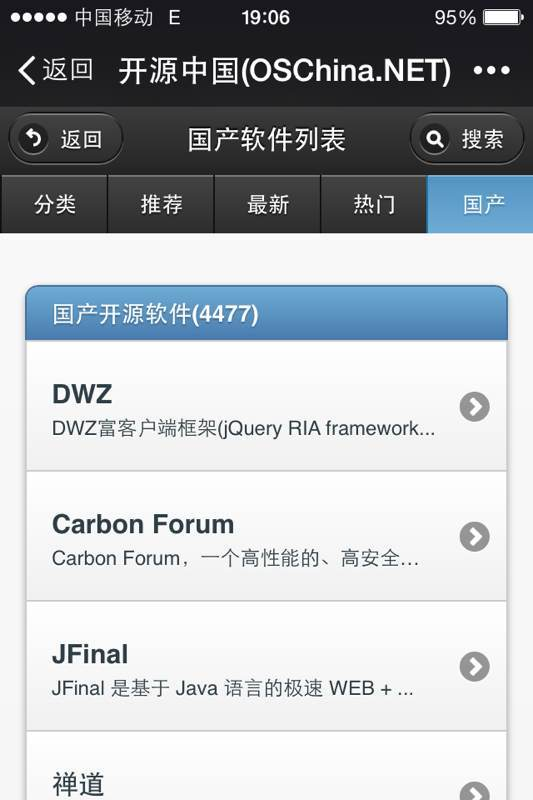 中国移动 E 19:06 95%
返回 开源中国(OSChina.NET)
返回 国产软件列表 搜索
分类 推荐 最新 热门 国产
国产开源软件(4477)
DWZ
DWZ富客户端框架(jQuery RIA framework...
Carbon Forum
Carbon Forum，一个高性能的、高安全...
JFinal
JFinal 是基于 Java 语言的极速 WEB + ...
禅道